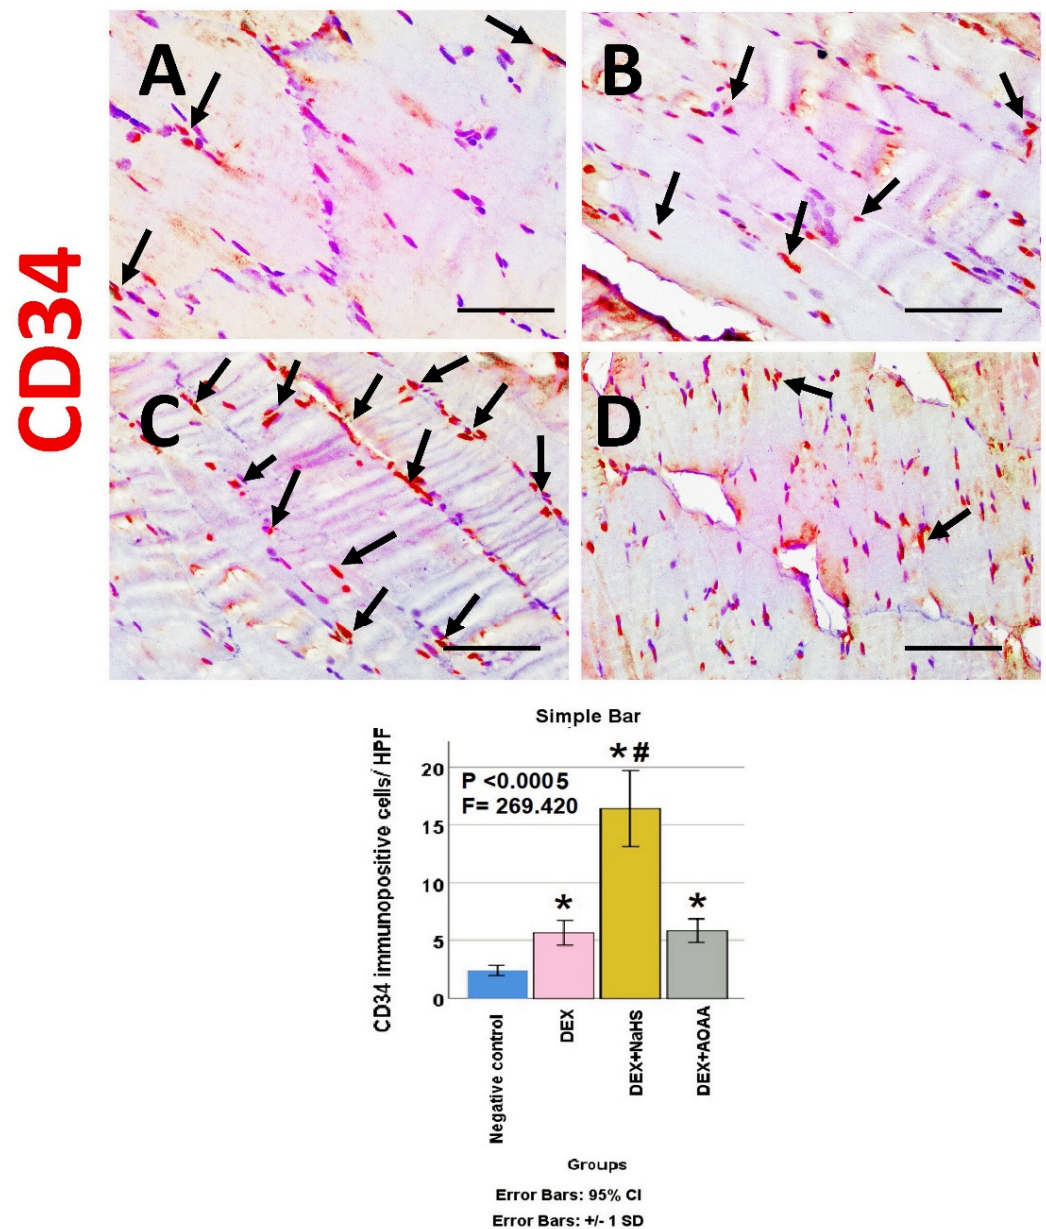 CD34
A
B
C
D
Simple Bar
CD34 immunopositive cells/ HPF
20
15
10
5
0
P <0.0005
F= 269.420
*
*#
*
Negative control
DEX
DEX+NaHS
DEX+AOAA
Groups
Error Bars: 95% CI
Error Bars: +/- 1 SD